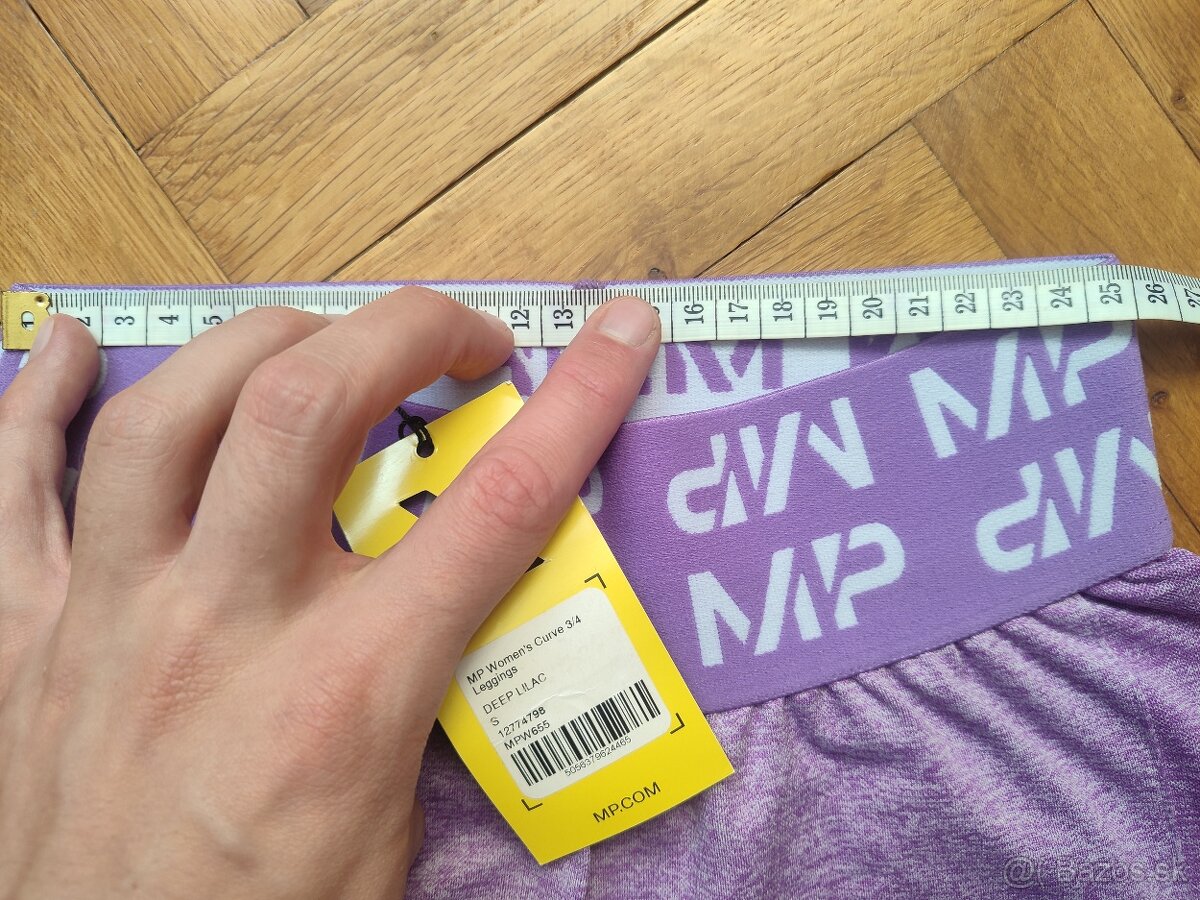 2 3 4 5 12 13 16 17 18 19 20 21 22 23 24 25 26 27
MP
MP
MP
MP
MP
MP Women's Curve 3/4
Leggings
DEEP LILAC
S
12774798
MPW655
5056379624465
MP.COM
Bazos.sk